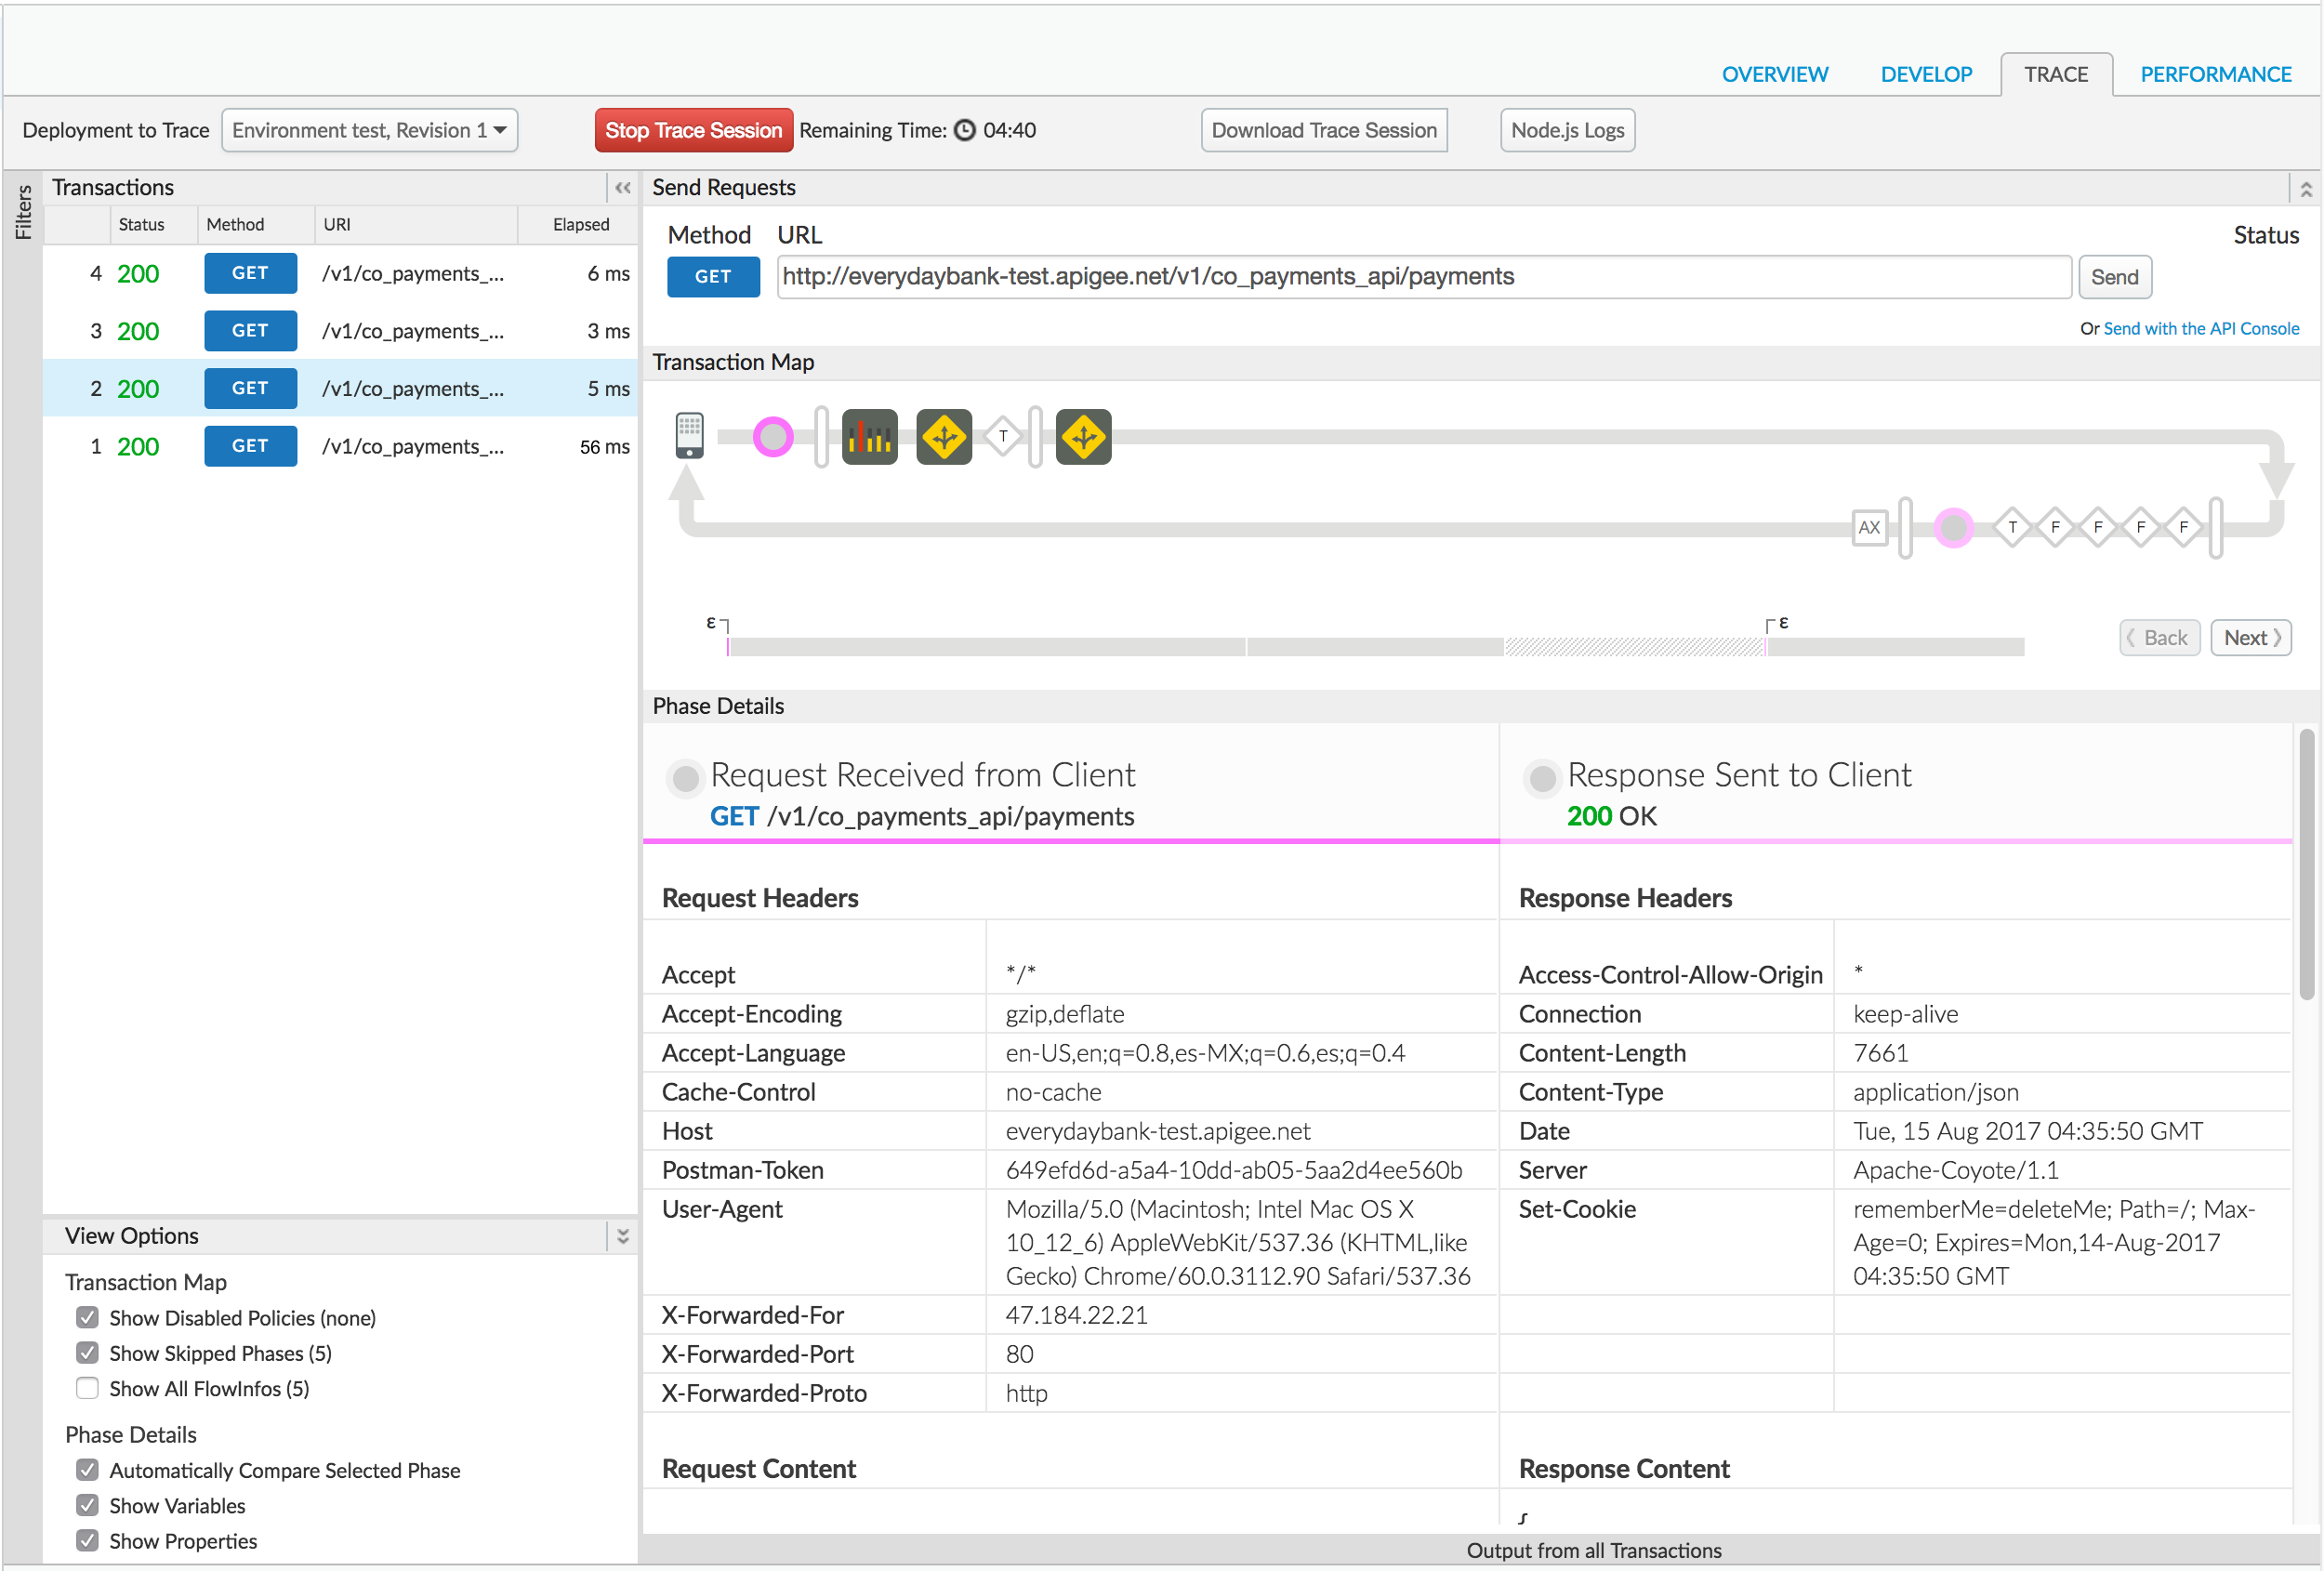 OVERVIEW DEVELOP TRACE PERFORMANCE
Deployment to Trace Environment test, Revision 1 Stop Trace Session Remaining Time: 04:40 Download Trace Session Node.js Logs
Filters
Transactions
Status Method URI Elapsed
4 200 GET /v1/co_payments_... 6 ms
3 200 GET /v1/co_payments_... 3 ms
2 200 GET /v1/co_payments_... 5 ms
1 200 GET /v1/co_payments_... 56 ms
View Options
Transaction Map
Show Disabled Policies (none)
Show Skipped Phases (5)
Show All FlowInfos (5)
Phase Details
Automatically Compare Selected Phase
Show Variables
Show Properties
Send Requests
Method URL Status
GET http://everydaybank-test.apigee.net/v1/co_payments_api/payments Send
Or Send with the API Console
Transaction Map
T
AX T F F F F
ε ε
Back Next
Phase Details
Request Received from Client
GET /v1/co_payments_api/payments
Request Headers
Accept */*
Accept-Encoding gzip,deflate
Accept-Language en-US,en;q=0.8,es-MX;q=0.6,es;q=0.4
Cache-Control no-cache
Host everydaybank-test.apigee.net
Postman-Token 649efd6d-a5a4-10dd-ab05-5aa2d4ee560b
User-Agent Mozilla/5.0 (Macintosh; Intel Mac OS X
10_12_6) AppleWebKit/537.36 (KHTML,like
Gecko) Chrome/60.0.3112.90 Safari/537.36
X-Forwarded-For 47.184.22.21
X-Forwarded-Port 80
X-Forwarded-Proto http
Request Content
Response Sent to Client
200 OK
Response Headers
Access-Control-Allow-Origin *
Connection keep-alive
Content-Length 7661
Content-Type application/json
Date Tue, 15 Aug 2017 04:35:50 GMT
Server Apache-Coyote/1.1
Set-Cookie rememberMe=deleteMe; Path=/; Max-
Age=0; Expires=Mon,14-Aug-2017
04:35:50 GMT
Response Content
{
Output from all Transactions